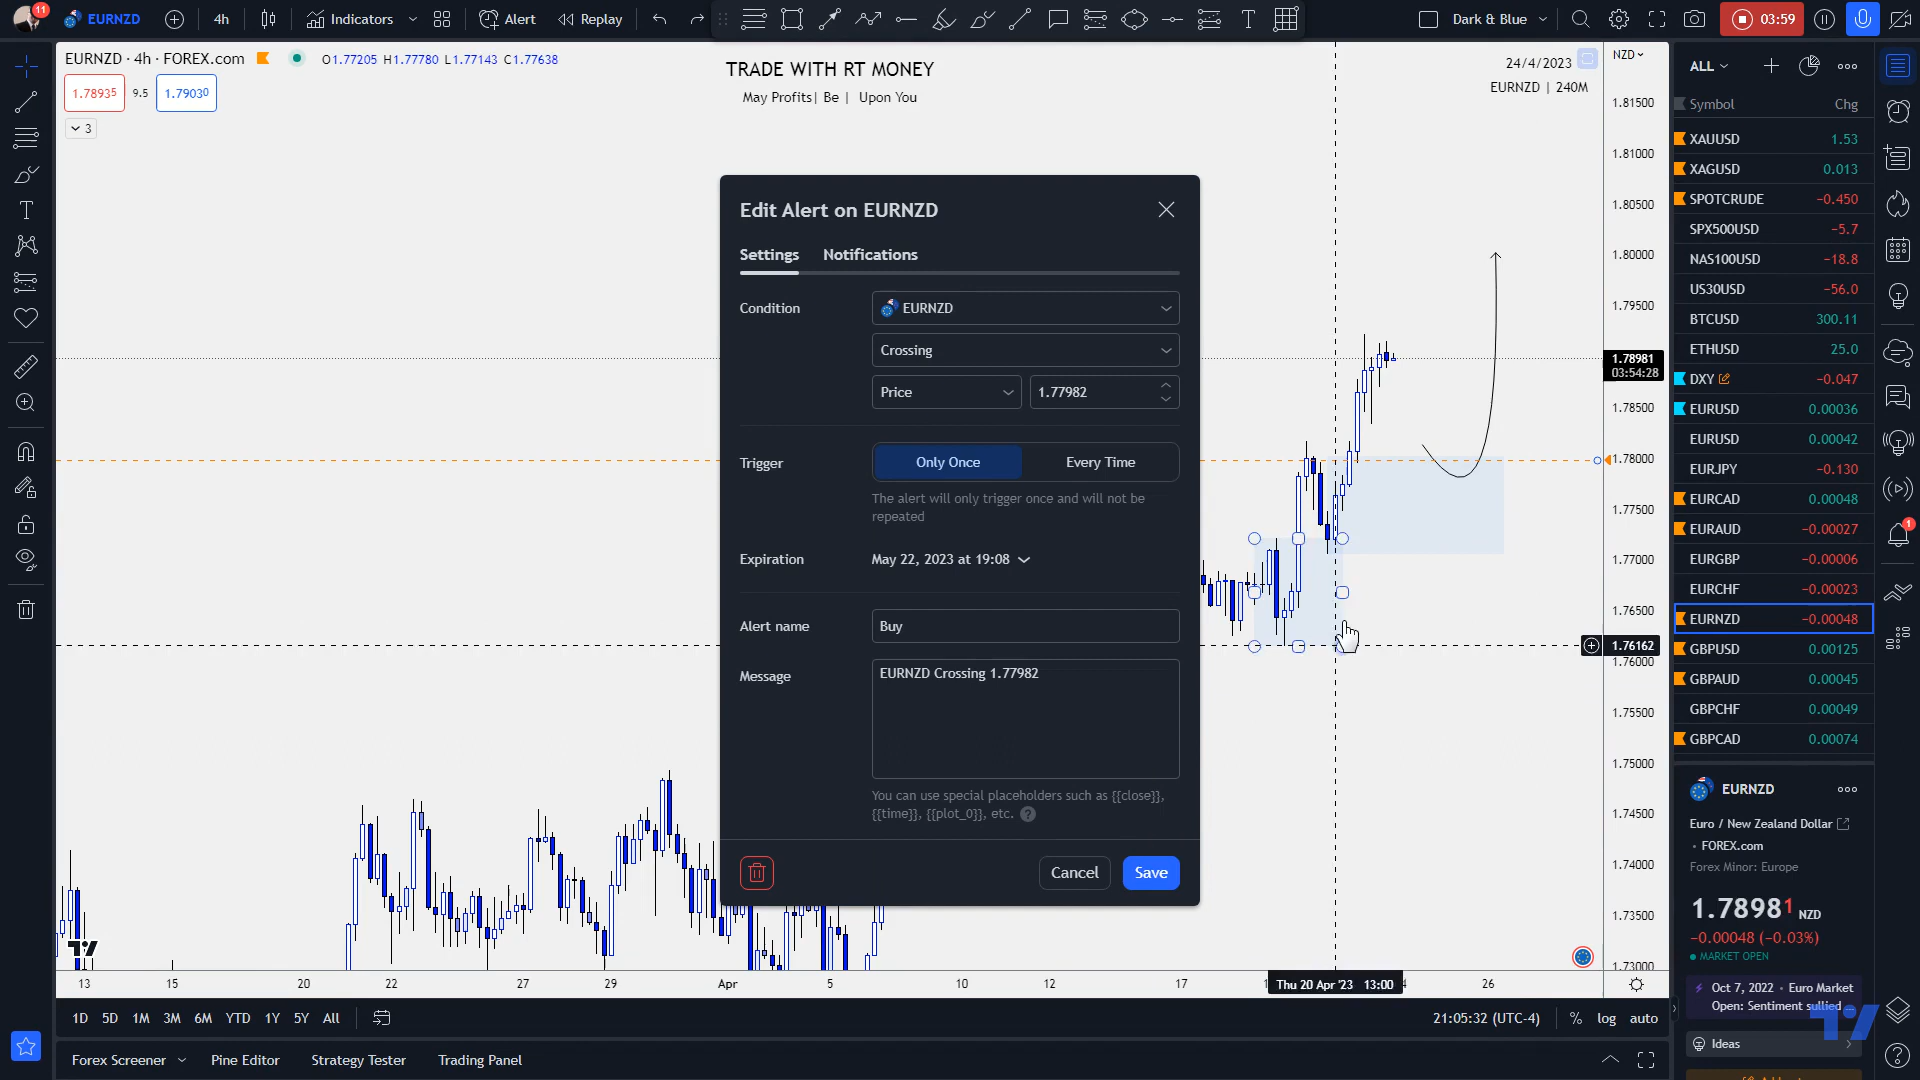 11
EURNZD
4h
Indicators
Alert
Replay
Dark & Blue
03:59
EURNZD · 4h · FOREX.com
O1.77205 H1.77780 L1.77143 C1.77638
1.78935
9.5
1.79030
3
TRADE WITH RT MONEY
May Profits| Be | Upon You
24/4/2023
EURNZD | 240M
NZD
1.81500
1.81000
1.80500
1.80000
1.79500
1.78981
03:54:28
1.78500
1.78000
1.77500
1.77000
1.76500
1.76162
1.76000
1.75500
1.75000
1.74500
1.74000
1.73500
1.73000
Edit Alert on EURNZD
Settings
Notifications
Condition
EURNZD
Crossing
Price
1.77982
Trigger
Only Once
Every Time
The alert will only trigger once and will not be
repeated
Expiration
May 22, 2023 at 19:08
Alert name
Buy
Message
EURNZD Crossing 1.77982
You can use special placeholders such as {{close}},
{{time}}, {{plot_0}}, etc.
Cancel
Save
13
15
20
22
27
29
Apr
5
10
12
17
Thu 20 Apr '23 13:00
26
1D
5D
1M
3M
6M
YTD
1Y
5Y
All
21:05:32 (UTC-4)
%
log
auto
Forex Screener
Pine Editor
Strategy Tester
Trading Panel
ALL
Symbol Chg
XAUUSD 1.53
XAGUSD 0.013
SPOTCRUDE −0.450
SPX500USD −5.7
NAS100USD −18.8
US30USD −56.0
BTCUSD 300.11
ETHUSD 25.0
DXY −0.047
EURUSD 0.00036
EURUSD 0.00038
EURJPY −0.130
EURCAD 0.00048
EURAUD −0.00027
EURGBP −0.00006
EURCHF −0.00023
EURNZD −0.00048
GBPUSD 0.00125
GBPAUD 0.00045
GBPCHF 0.00049
GBPCAD 0.00074
EURNZD
Euro / New Zealand Dollar
• FOREX.com
Forex Minor: Europe
1.78981 NZD
−0.00048 (−0.03%)
MARKET OPEN
Oct 7, 2022 • Euro Market
Open: Sentiment sullied ...
Ideas
1